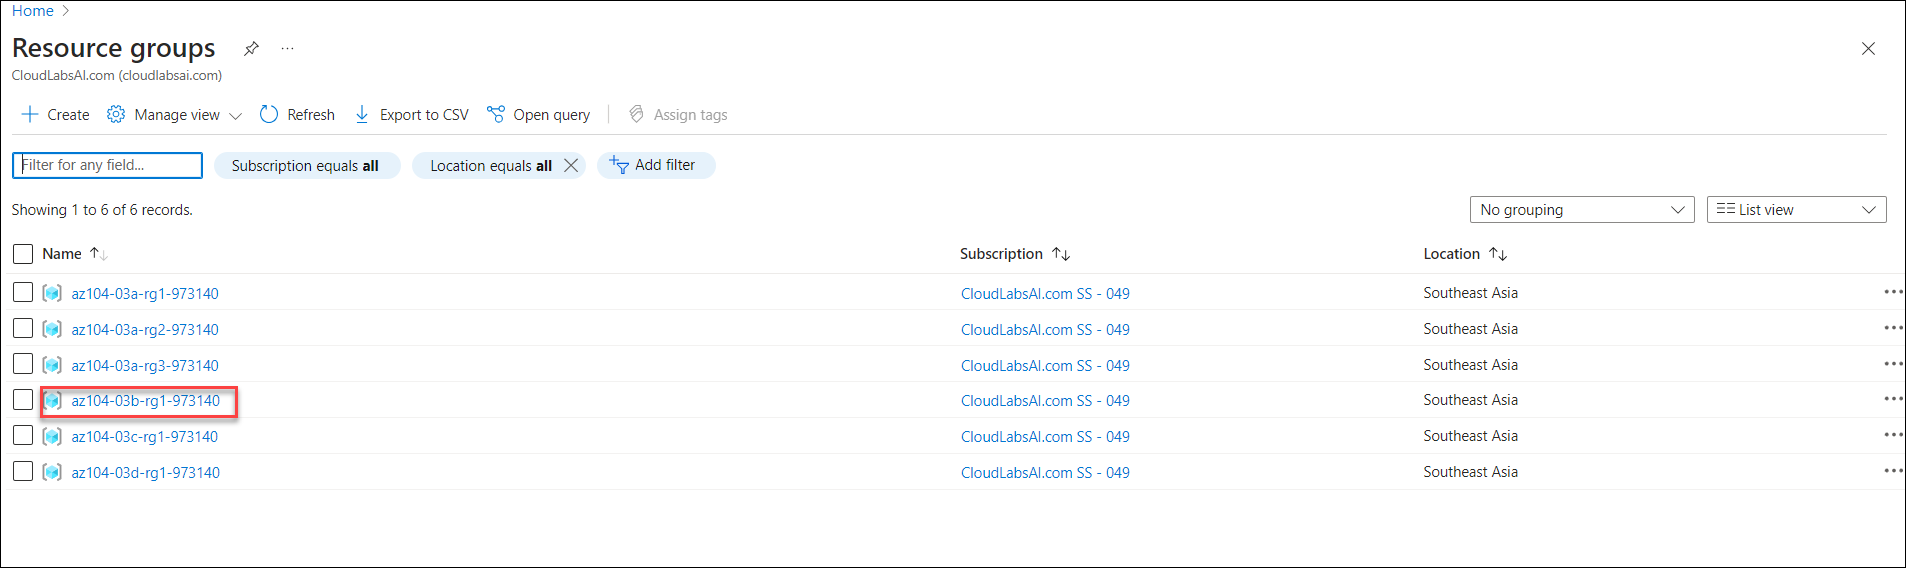 Home
Resource groups
CloudLabsAI.com (cloudlabsai.com)
Create Manage view Refresh Export to CSV Open query Assign tags
Filter for any field... Subscription equals all Location equals all Add filter
Showing 1 to 6 of 6 records. No grouping List view
Name Subscription Location
az104-03a-rg1-973140 CloudLabsAI.com SS - 049 Southeast Asia
az104-03a-rg2-973140 CloudLabsAI.com SS - 049 Southeast Asia
az104-03a-rg3-973140 CloudLabsAI.com SS - 049 Southeast Asia
az104-03b-rg1-973140 CloudLabsAI.com SS - 049 Southeast Asia
az104-03c-rg1-973140 CloudLabsAI.com SS - 049 Southeast Asia
az104-03d-rg1-973140 CloudLabsAI.com SS - 049 Southeast Asia